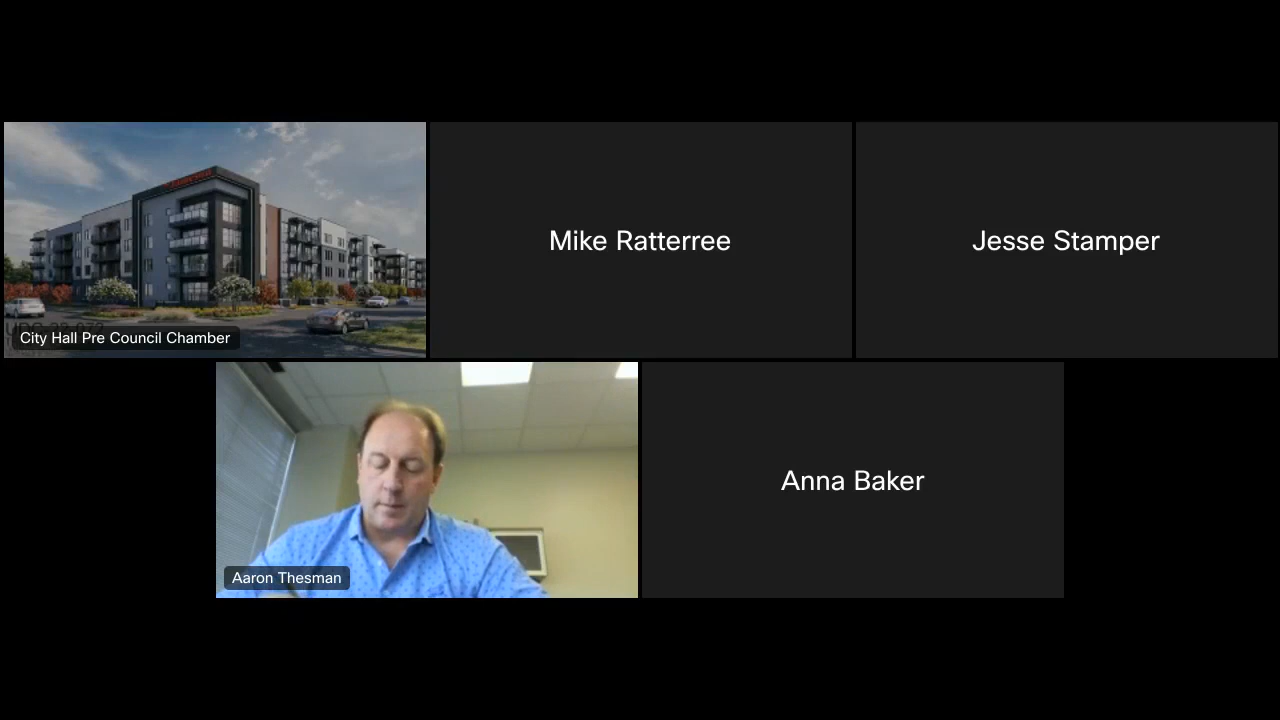 Mike Ratterree
Jesse Stamper
City Hall Pre Council Chamber
Aaron Thesman
Anna Baker